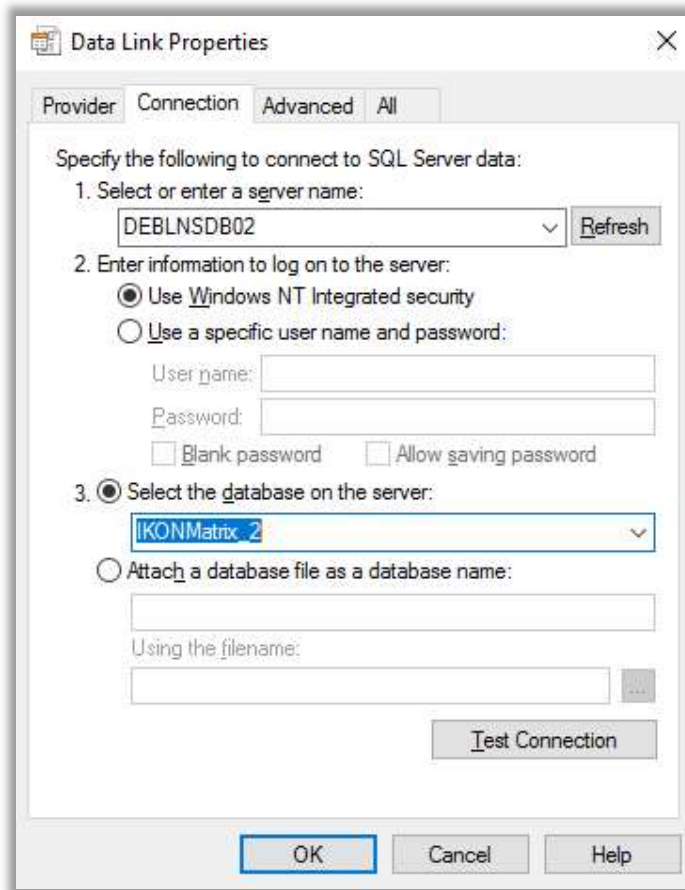 Data Link Properties
Provider Connection Advanced All
Specify the following to connect to SQL Server data:
1. Select or enter a server name:
DEBLNSDB02 Refresh
2. Enter information to log on to the server:
Use Windows NT Integrated security
Use a specific user name and password:
User name:
Password:
Blank password Allow saving password
3. Select the database on the server:
IKONMatrix_2
Attach a database file as a database name:
Using the filename:
...
Test Connection
OK Cancel Help